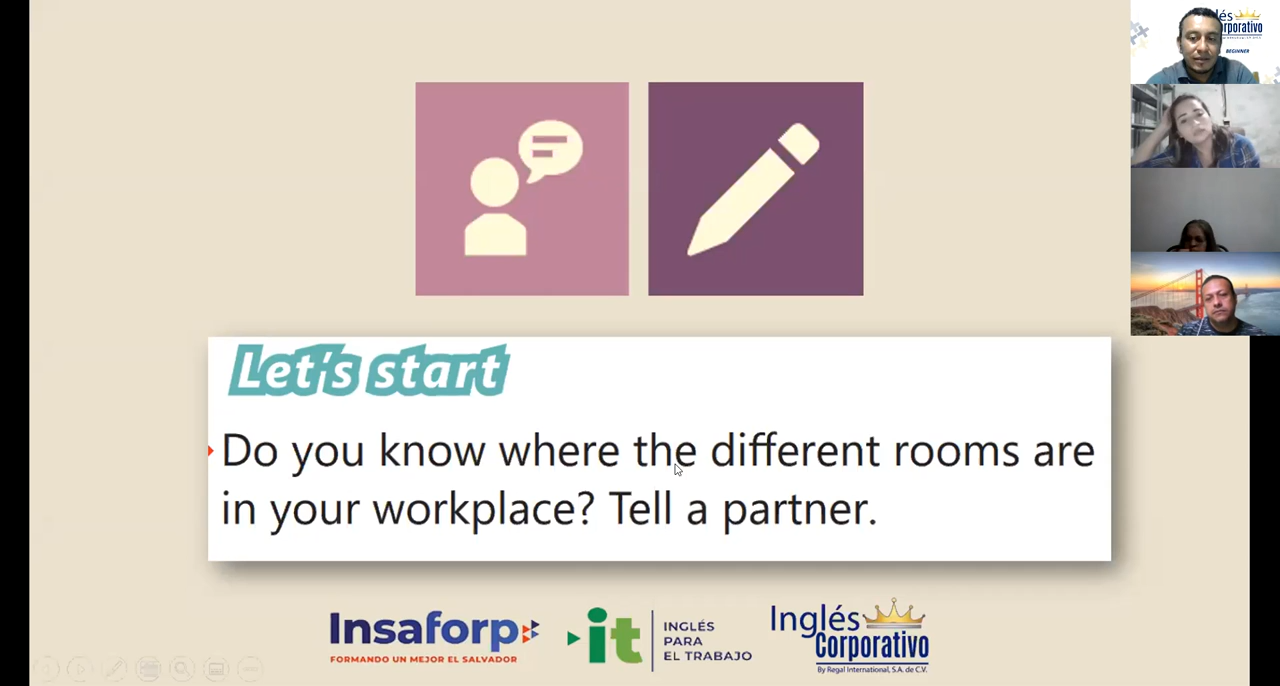 Let's start
Do you know where the different rooms are
in your workplace? Tell a partner.
Insaforp
FORMANDO UN MEJOR EL SALVADOR
it
INGLÉS
PARA
EL TRABAJO
Inglés
Corporativo
By Regal International, S.A. de C.V.
BEGINNER